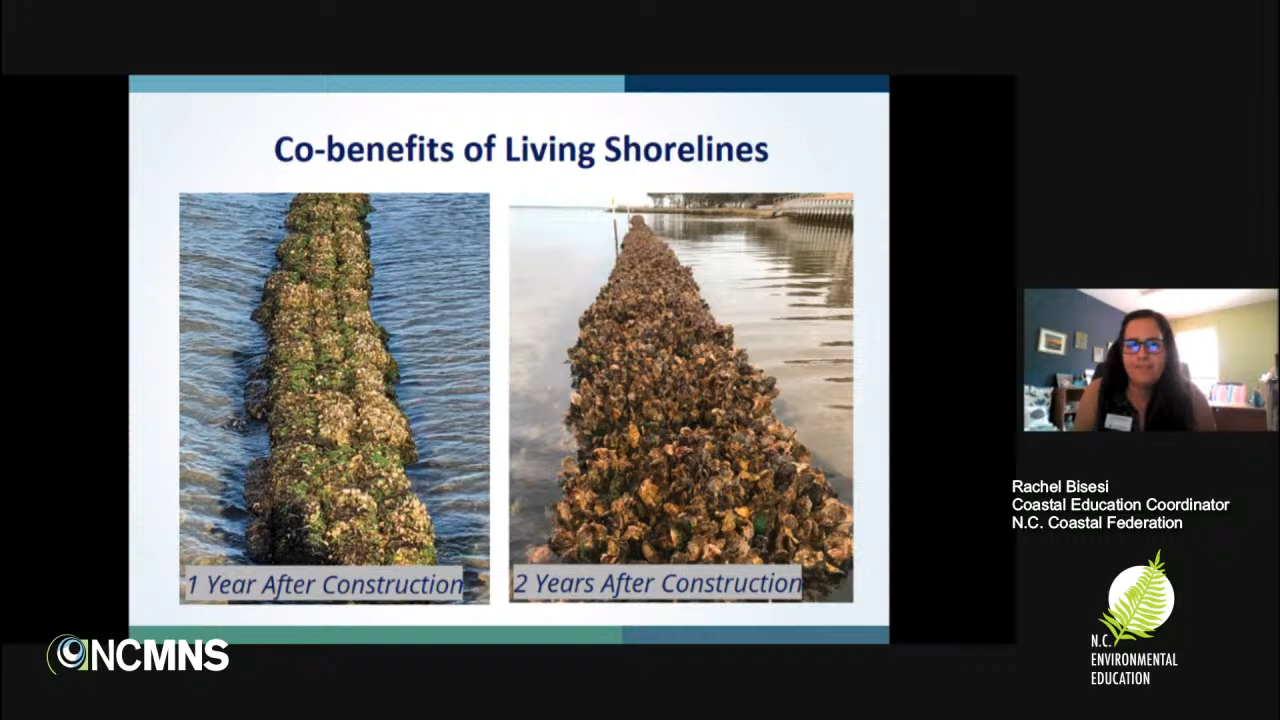 Co-benefits of Living Shorelines
1 Year After Construction
2 Years After Construction
Rachel Bisesi
Coastal Education Coordinator
N.C. Coastal Federation
NCMNS
N.C.
ENVIRONMENTAL
EDUCATION